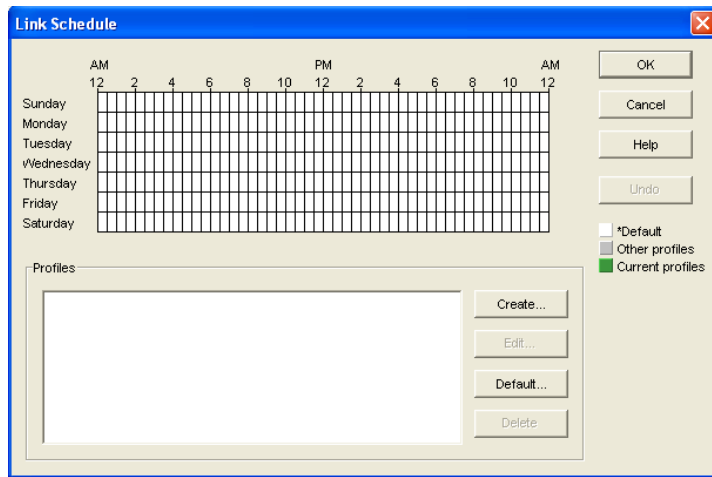 Link Schedule
AM PM AM
12 2 4 6 8 10 12 2 4 6 8 10 12
Sunday
Monday
Tuesday
Wednesday
Thursday
Friday
Saturday
OK
Cancel
Help
Undo
*Default
Other profiles
Current profiles
Profiles
Create...
Edit...
Default...
Delete